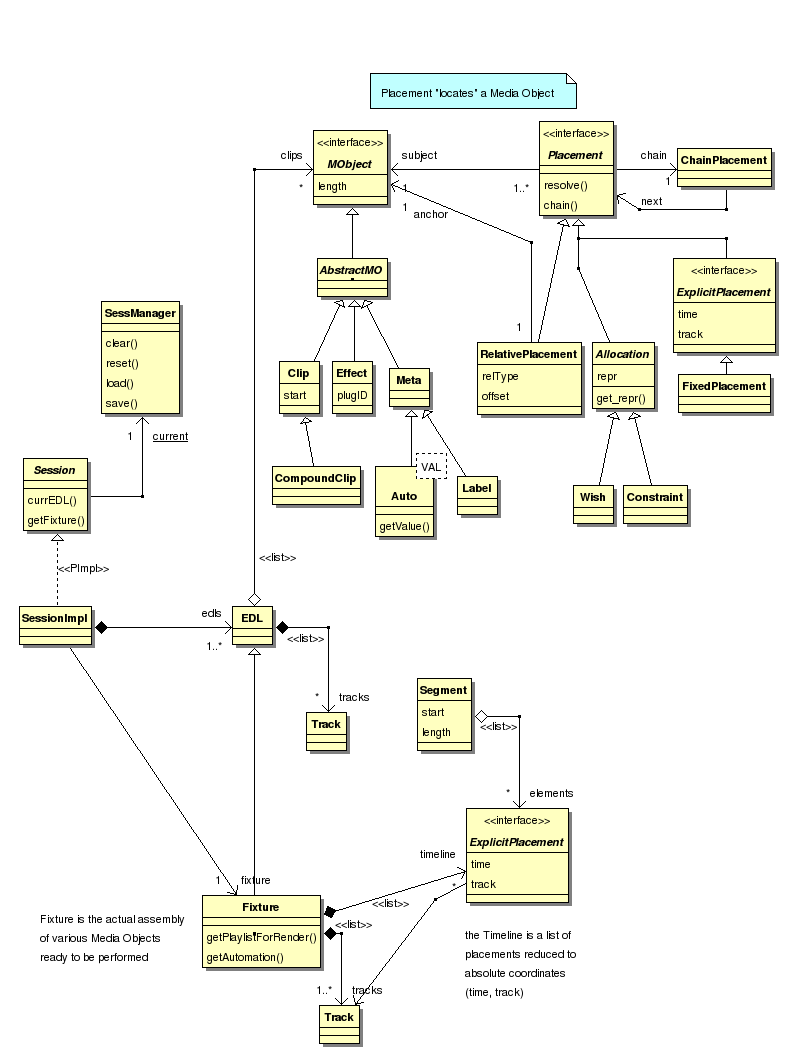 Placement "locates" a Media Object
<<interface>>
MObject
length
clips
*
subject
1..*
<<interface>>
Placement
resolve()
chain()
chain
1
ChainPlacement
next
1
1
anchor
AbstractMO
<<interface>>
ExplicitPlacement
time
track
SessManager
clear()
reset()
load()
save()
1
RelativePlacement
relType
offset
Allocation
repr
get_repr()
FixedPlacement
Clip
start
Effect
plugID
Meta
1
current
Session
currEDL()
getFixture()
CompoundClip
VAL
Auto
getValue()
Label
Wish
Constraint
<<list>>
<<PImpl>>
SessionImpl
edls
1..*
EDL
<<list>>
*
tracks
Track
Segment
start
length
<<list>>
*
elements
<<interface>>
ExplicitPlacement
time
track
timeline
*
1
fixture
Fixture
getPlaylistForRender()
getAutomation()
<<list>>
<<list>>
Fixture is the actual assembly
of various Media Objects
ready to be performed
the Timeline is a list of
placements reduced to
absolute coordinates
(time, track)
1..*
tracks
Track